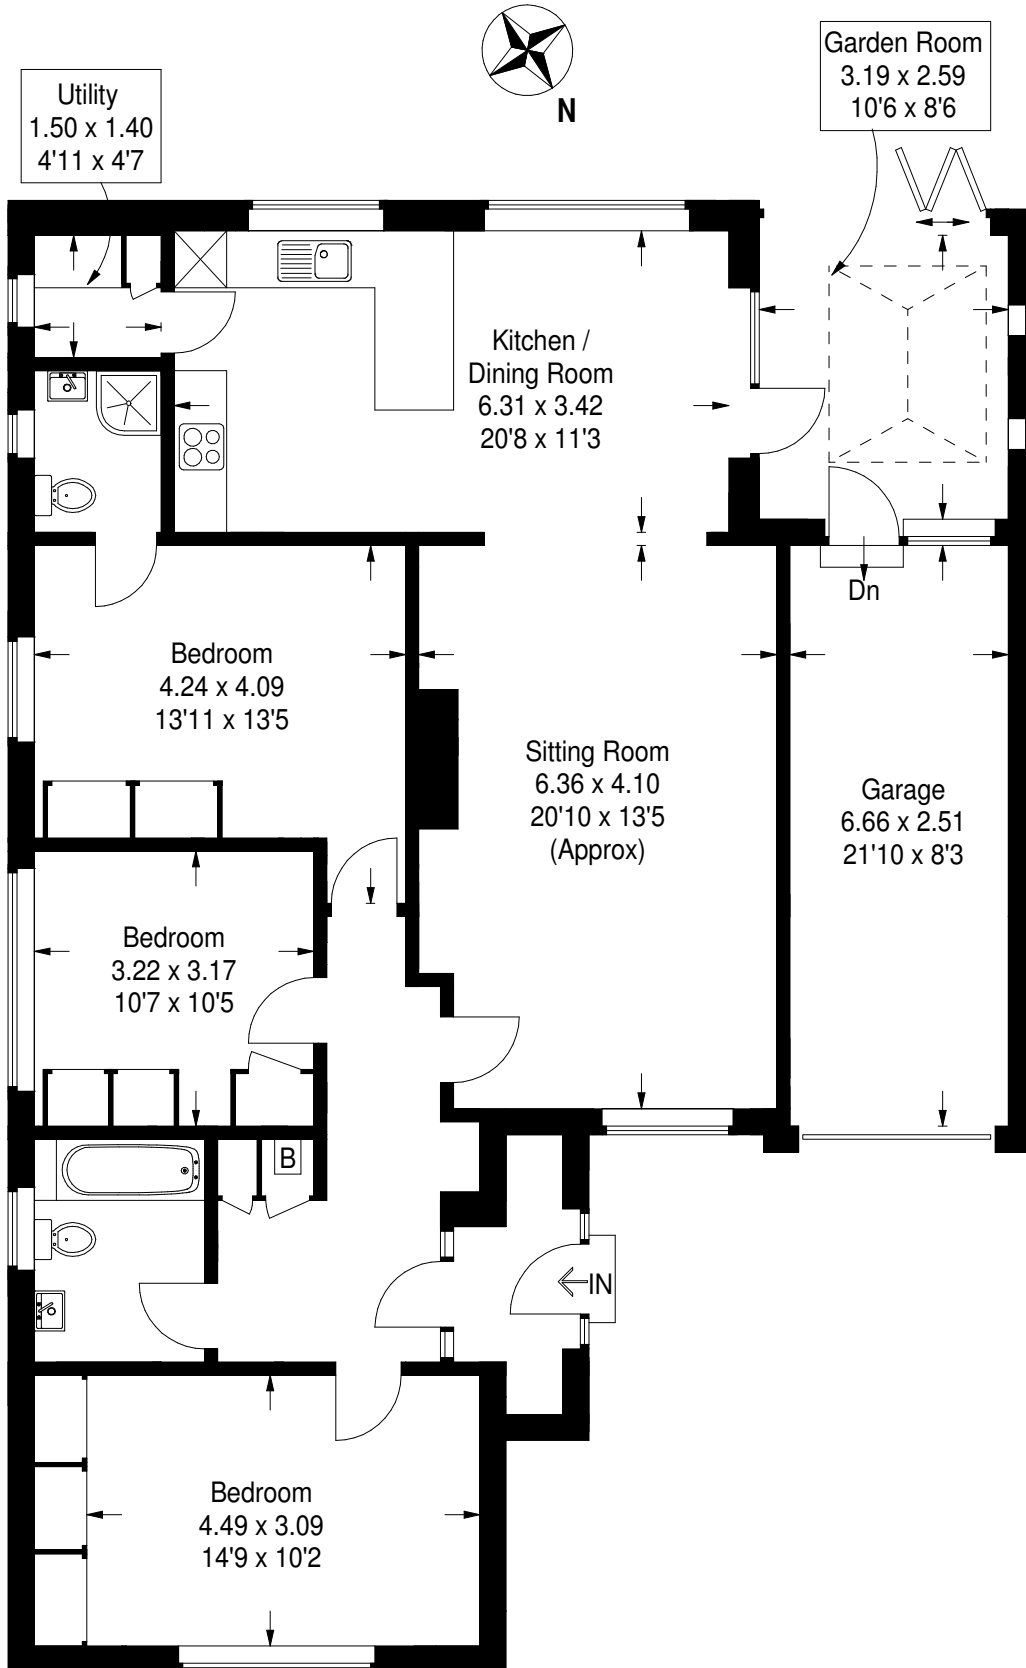 Garden Room
3.19 x 2.59
10'6 x 8'6
Utility
1.50 x 1.40
4'11 x 4'7
N
Kitchen /
Dining Room
6.31 x 3.42
20'8 x 11'3
Dn
Bedroom
4.24 x 4.09
13'11 x 13'5
Sitting Room
6.36 x 4.10
20'10 x 13'5
(Approx)
Garage
6.66 x 2.51
21'10 x 8'3
Bedroom
3.22 x 3.17
10'7 x 10'5
B
IN
Bedroom
4.49 x 3.09
14'9 x 10'2